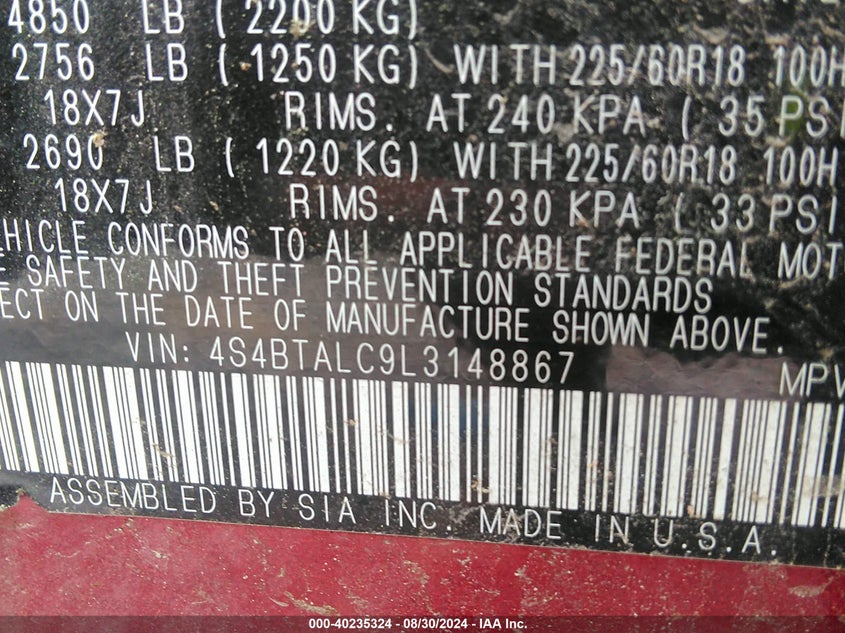 4850 LB ( 2200 KG)
2756 LB ( 1250 KG) WITH 225/60R18 100H
18X7J RIMS. AT 240 KPA ( 35 PSI
2690 LB ( 1220 KG) WITH 225/60R18 100H
18X7J RIMS. AT 230 KPA ( 33 PSI
EHICLE CONFORMS TO ALL APPLICABLE FEDERAL MOT
E SAFETY AND THEFT PREVENTION STANDARDS
ECT ON THE DATE OF MANUFACTURE SHOWN ABOVE.
VIN: 4S4BTALC9L3148867 MPV
ASSEMBLED BY SIA INC. MADE IN U.S.A.
000-40235324 - 08/30/2024 - IAA Inc.